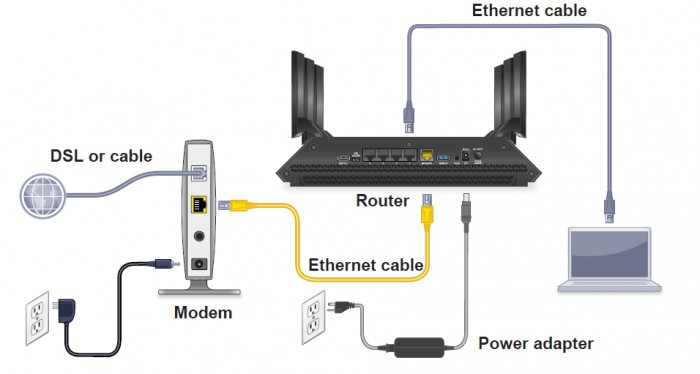 Ethernet cable
DSL or cable
Router
Ethernet cable
Modem
Power adapter